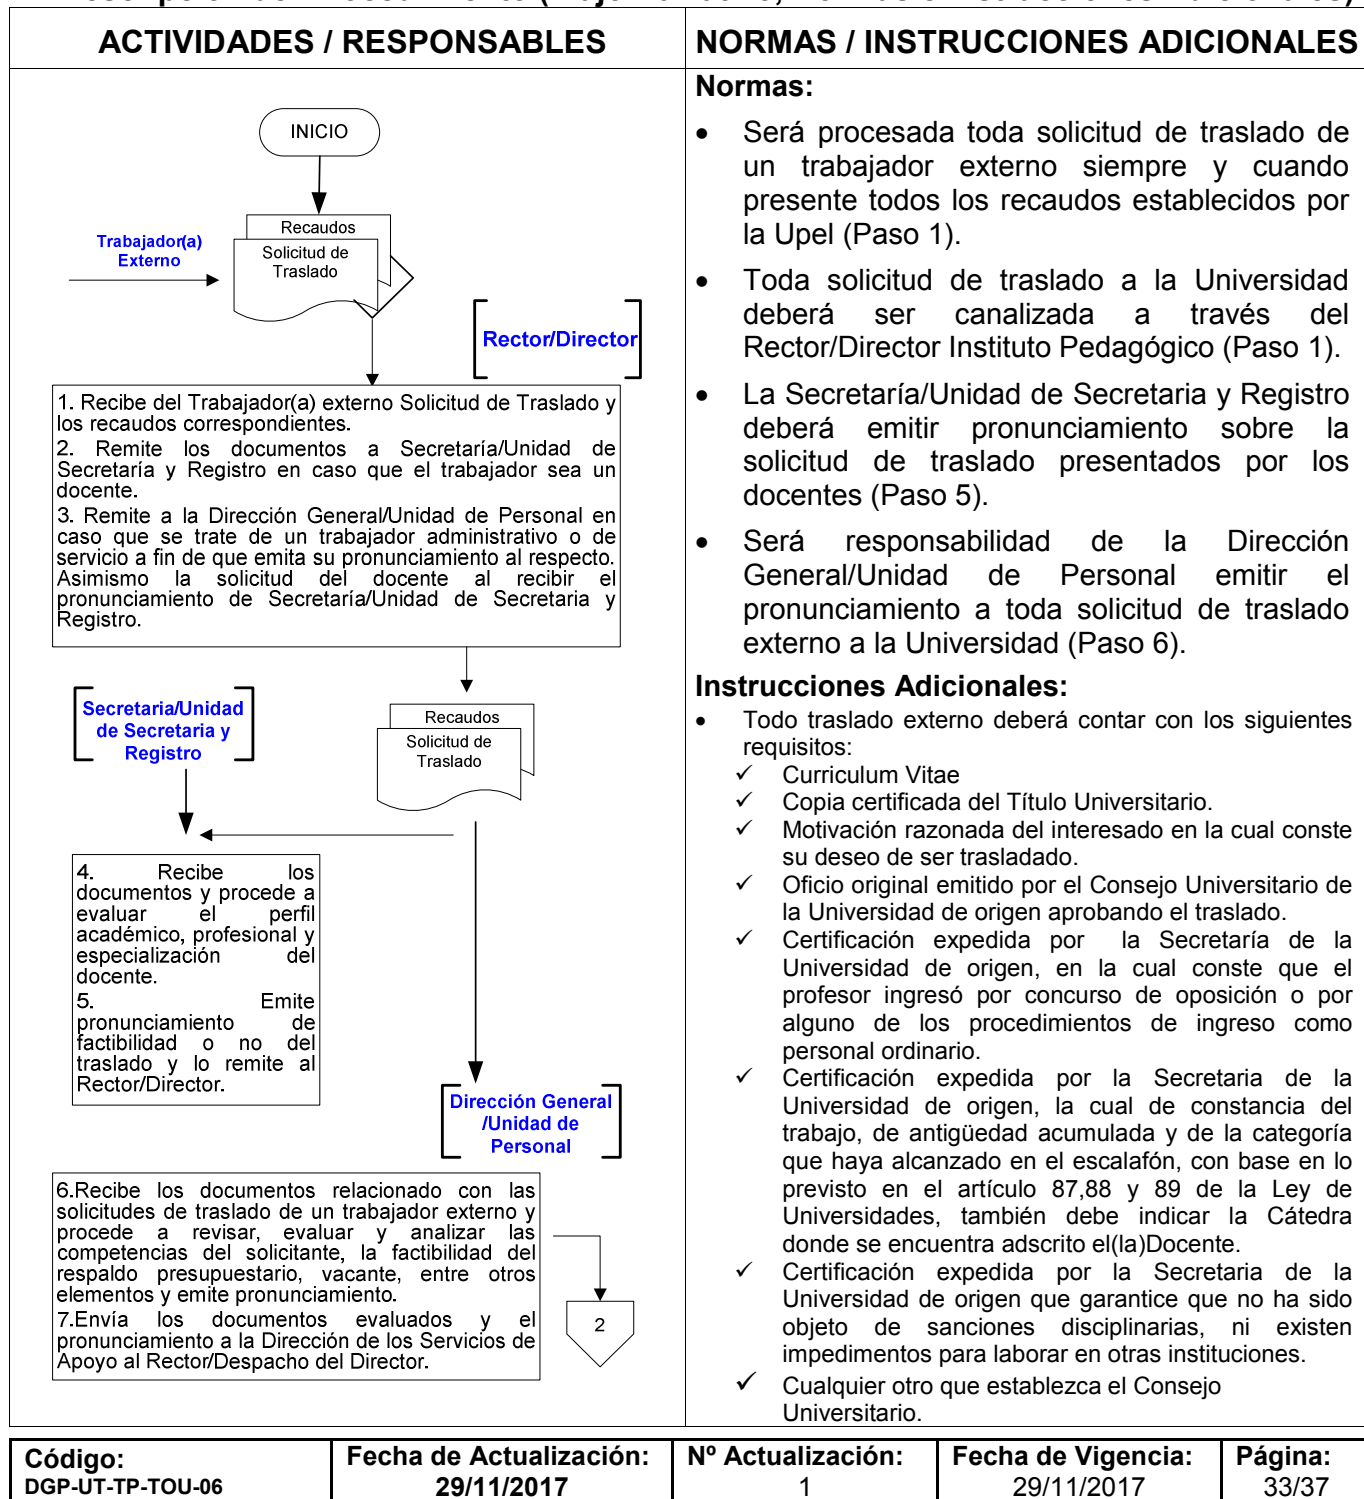 ACTIVIDADES / RESPONSABLES
NORMAS / INSTRUCCIONES ADICIONALES
INICIO
Recaudos
Solicitud de
Traslado
Trabajador(a)
Externo
Rector/Director
1. Recibe del Trabajador(a) externo Solicitud de Traslado y
los recaudos correspondientes.
2. Remite los documentos a Secretaría/Unidad de
Secretaría y Registro en caso que el trabajador sea un
docente.
3. Remite a la Dirección General/Unidad de Personal en
caso que se trate de un trabajador administrativo o de
servicio a fin de que emita su pronunciamiento al respecto.
Asimismo la solicitud del docente al recibir el
pronunciamiento de Secretaría/Unidad de Secretaria y
Registro.
Secretaria/Unidad
de Secretaria y
Registro
Recaudos
Solicitud de
Traslado
4. Recibe los
documentos y procede a
evaluar el perfil
académico, profesional y
especialización del
docente.
5. Emite
pronunciamiento de
factibilidad o no del
traslado y lo remite al
Rector/Director.
Dirección General
/Unidad de
Personal
6.Recibe los documentos relacionado con las
solicitudes de traslado de un trabajador externo y
procede a revisar, evaluar y analizar las
competencias del solicitante, la factibilidad del
respaldo presupuestario, vacante, entre otros
elementos y emite pronunciamiento.
7.Envía los documentos evaluados y el
pronunciamiento a la Dirección de los Servicios de
Apoyo al Rector/Despacho del Director.
2
Normas:
• Será procesada toda solicitud de traslado de
un trabajador externo siempre y cuando
presente todos los recaudos establecidos por
la Upel (Paso 1).
• Toda solicitud de traslado a la Universidad
deberá ser canalizada a través del
Rector/Director Instituto Pedagógico (Paso 1).
• La Secretaría/Unidad de Secretaria y Registro
deberá emitir pronunciamiento sobre la
solicitud de traslado presentados por los
docentes (Paso 5).
• Será responsabilidad de la Dirección
General/Unidad de Personal emitir el
pronunciamiento a toda solicitud de traslado
externo a la Universidad (Paso 6).
Instrucciones Adicionales:
• Todo traslado externo deberá contar con los siguientes
requisitos:
✓ Curriculum Vitae
✓ Copia certificada del Título Universitario.
✓ Motivación razonada del interesado en la cual conste
su deseo de ser trasladado.
✓ Oficio original emitido por el Consejo Universitario de
la Universidad de origen aprobando el traslado.
✓ Certificación expedida por la Secretaría de la
Universidad de origen, en la cual conste que el
profesor ingresó por concurso de oposición o por
alguno de los procedimientos de ingreso como
personal ordinario.
✓ Certificación expedida por la Secretaria de la
Universidad de origen, la cual de constancia del
trabajo, de antigüedad acumulada y de la categoría
que haya alcanzado en el escalafón, con base en lo
previsto en el artículo 87,88 y 89 de la Ley de
Universidades, también debe indicar la Cátedra
donde se encuentra adscrito el(la)Docente.
✓ Certificación expedida por la Secretaria de la
Universidad de origen que garantice que no ha sido
objeto de sanciones disciplinarias, ni existen
impedimentos para laborar en otras instituciones.
✓ Cualquier otro que establezca el Consejo
Universitario.
Código:
DGP-UT-TP-TOU-06
Fecha de Actualización:
29/11/2017
Nº Actualización:
1
Fecha de Vigencia:
29/11/2017
Página:
33/37